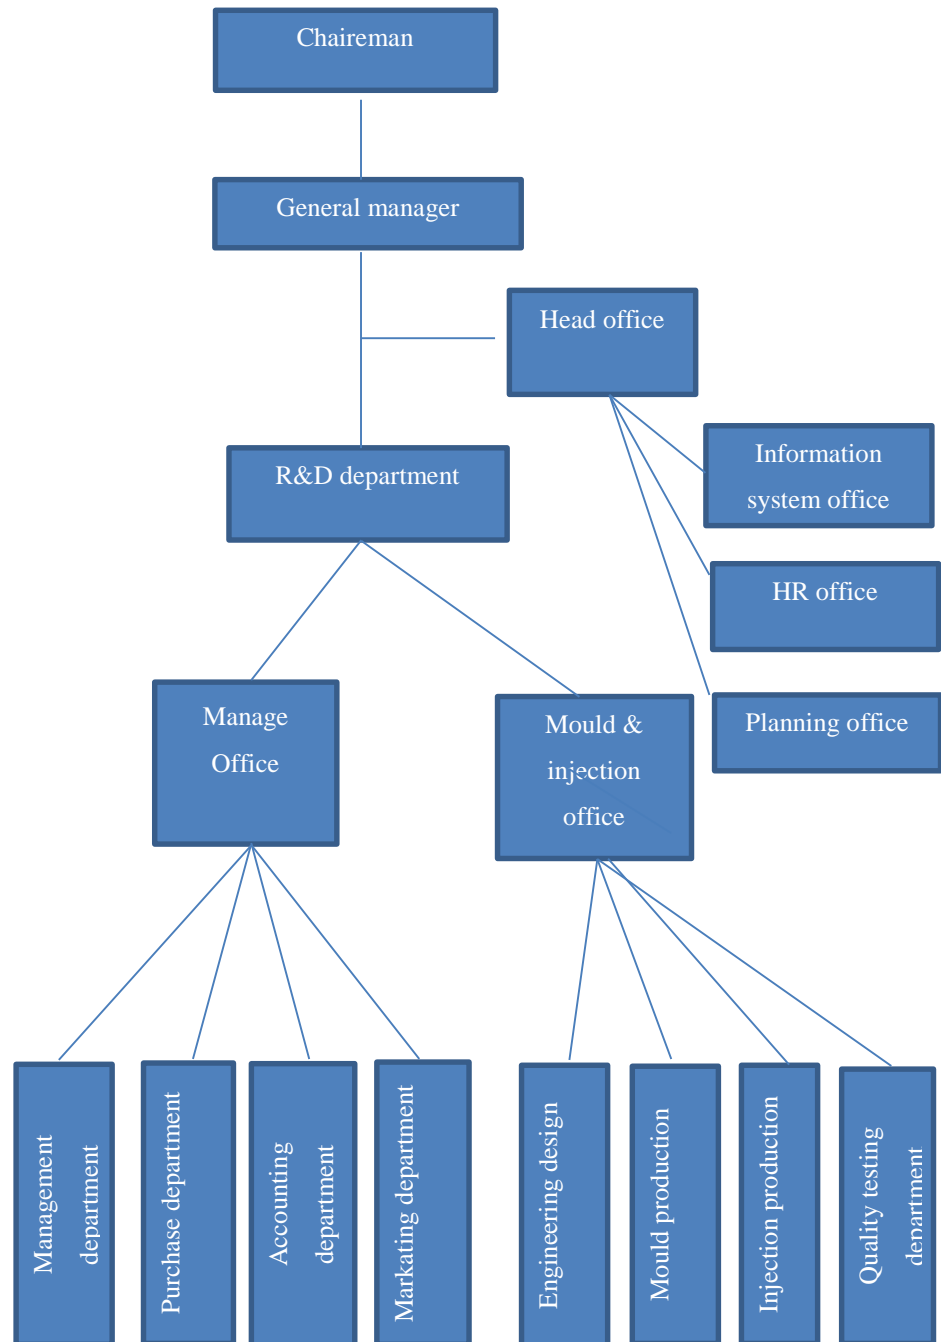 Chaireman
General manager
Head office
R&D department
Information
system office
HR office
Manage
Office
Mould &
injection
office
Planning office
Management
department
Purchase department
Accounting
department
Markating department
Engineering design
Mould production
Injection production
Quality testing
department